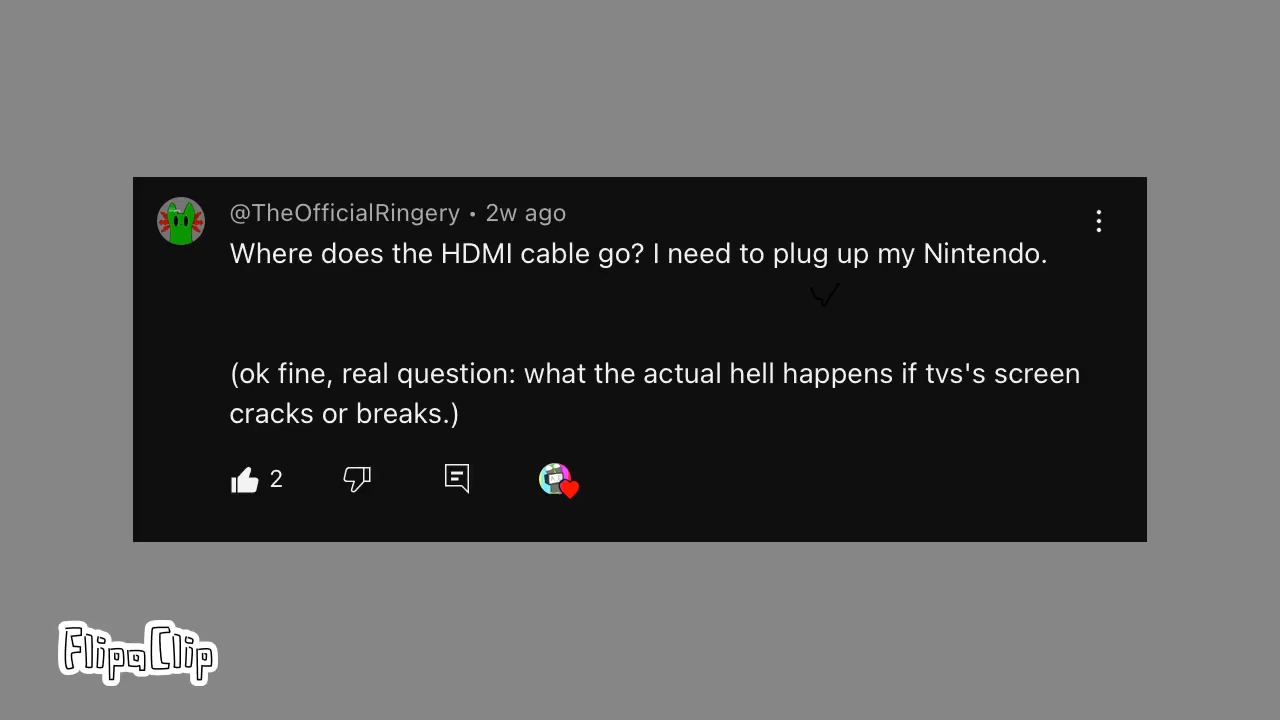 @TheOfficialRingery • 2w ago
Where does the HDMI cable go? I need to plug up my Nintendo.
(ok fine, real question: what the actual hell happens if tvs's screen
cracks or breaks.)
2
FlipaClip